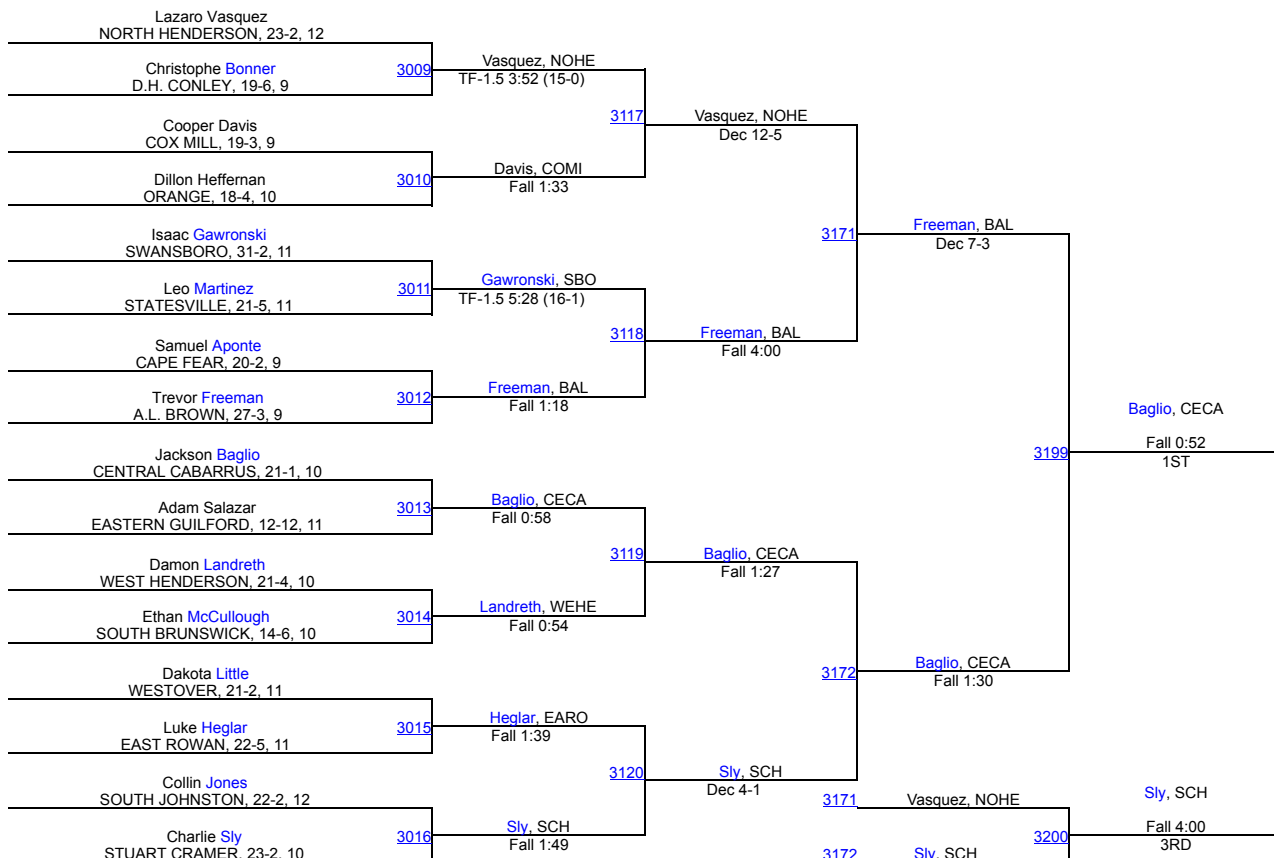 Lazaro Vasquez
NORTH HENDERSON, 23-2, 12
Christophe Bonner
D.H. CONLEY, 19-6, 9
3009
Vasquez, NOHE
TF-1.5 3:52 (15-0)
3117
Vasquez, NOHE
Dec 12-5
Cooper Davis
COX MILL, 19-3, 9
Dillon Heffernan
ORANGE, 18-4, 10
3010
Davis, COMI
Fall 1:33
3171
Freeman, BAL
Dec 7-3
Isaac Gawronski
SWANSBORO, 31-2, 11
Leo Martinez
STATESVILLE, 21-5, 11
3011
Gawronski, SBO
TF-1.5 5:28 (16-1)
3118
Freeman, BAL
Fall 4:00
Samuel Aponte
CAPE FEAR, 20-2, 9
Trevor Freeman
A.L. BROWN, 27-3, 9
3012
Freeman, BAL
Fall 1:18
3199
Baglio, CECA
Fall 0:52
1ST
Jackson Baglio
CENTRAL CABARRUS, 21-1, 10
Adam Salazar
EASTERN GUILFORD, 12-12, 11
3013
Baglio, CECA
Fall 0:58
3119
Baglio, CECA
Fall 1:27
Damon Landreth
WEST HENDERSON, 21-4, 10
Ethan McCullough
SOUTH BRUNSWICK, 14-6, 10
3014
Landreth, WEHE
Fall 0:54
3172
Baglio, CECA
Fall 1:30
Dakota Little
WESTOVER, 21-2, 11
Luke Heglar
EAST ROWAN, 22-5, 11
3015
Heglar, EARO
Fall 1:39
3120
Sly, SCH
Dec 4-1
Collin Jones
SOUTH JOHNSTON, 22-2, 12
Charlie Sly
STUART CRAMER, 23-2, 10
3016
Sly, SCH
Fall 1:49
3171
Vasquez, NOHE
3172
Sly, SCH
3200
Sly, SCH
Fall 4:00
3RD